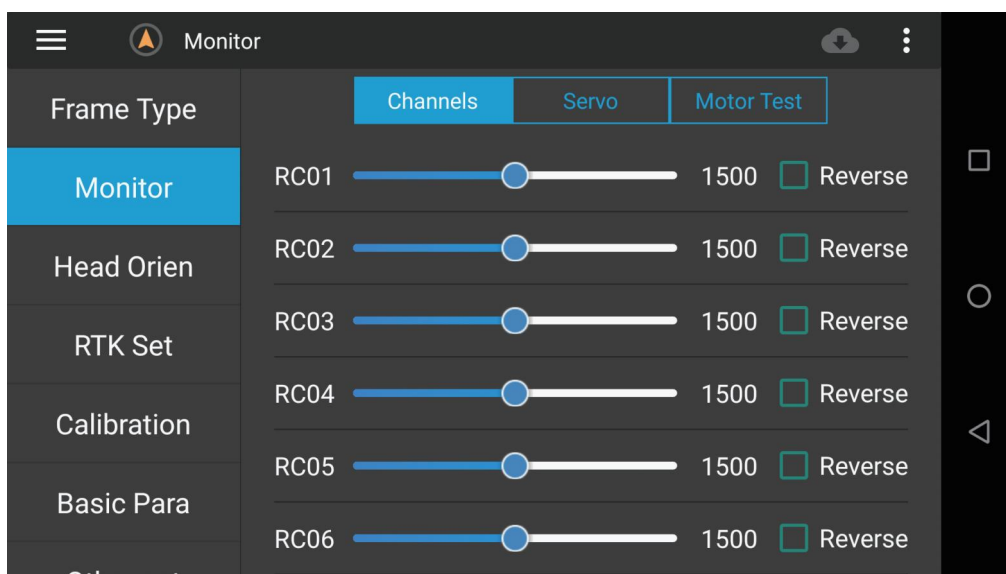 Monitor
Frame Type
Monitor
Head Orien
RTK Set
Calibration
Basic Para
Channels Servo Motor Test
RC01 1500 Reverse
RC02 1500 Reverse
RC03 1500 Reverse
RC04 1500 Reverse
RC05 1500 Reverse
RC06 1500 Reverse